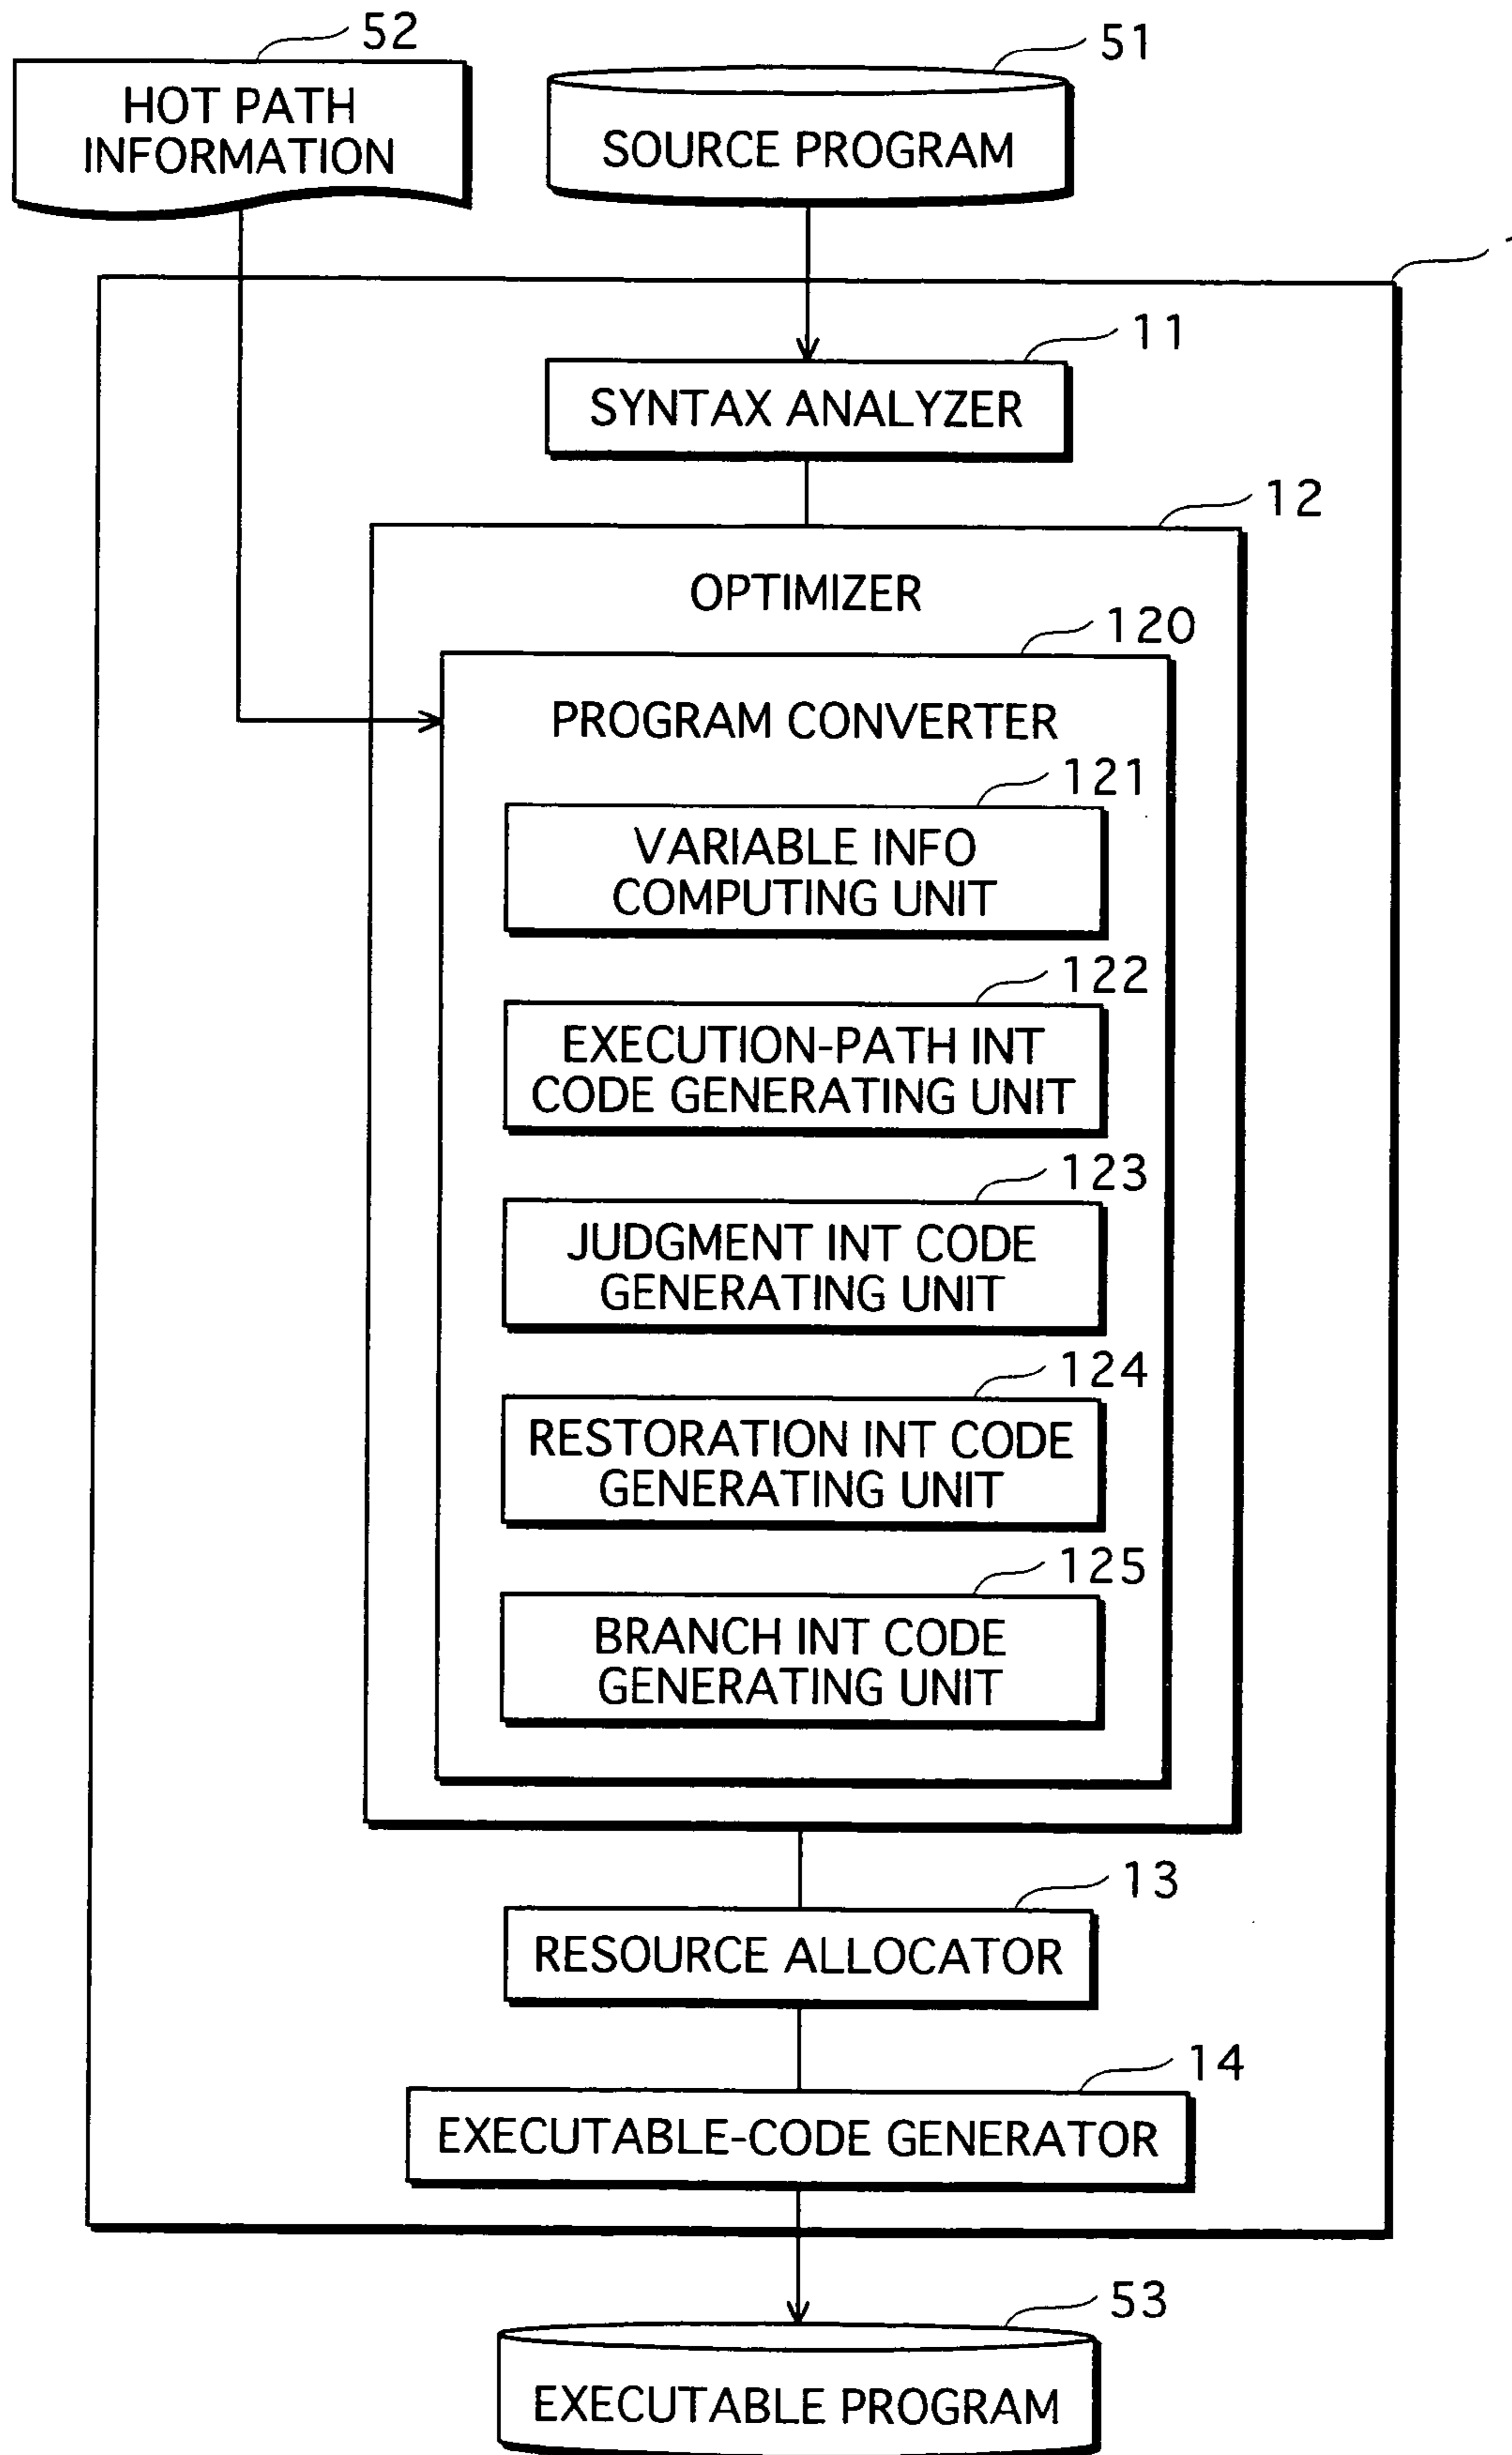 52
HOT PATH
INFORMATION
51
SOURCE PROGRAM
11
SYNTAX ANALYZER
12
OPTIMIZER
120
PROGRAM CONVERTER
121
VARIABLE INFO
COMPUTING UNIT
122
EXECUTION-PATH INT
CODE GENERATING UNIT
123
JUDGMENT INT CODE
GENERATING UNIT
124
RESTORATION INT CODE
GENERATING UNIT
125
BRANCH INT CODE
GENERATING UNIT
13
RESOURCE ALLOCATOR
14
EXECUTABLE-CODE GENERATOR
53
EXECUTABLE PROGRAM